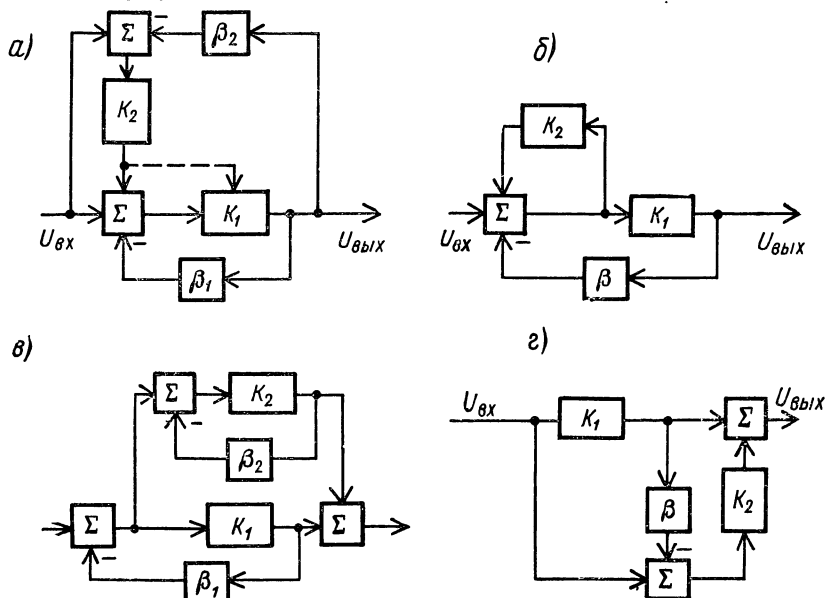 а)
Σ
−
β₂
K₂
Σ
K₁
−
β₁
Uвх
Uвых
б)
K₂
Σ
K₁
−
β
Uвх
Uвых
в)
Σ
K₂
−
β₂
Σ
K₁
Σ
−
β₁
г)
Uвх
K₁
Σ
Uвых
β
K₂
−
Σ